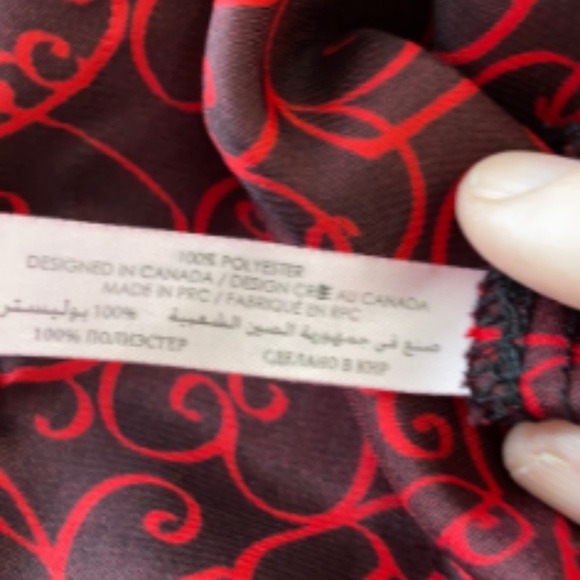 100% POLYESTER
DESIGNED IN CANADA / DESIGN CRÉÉ AU CANADA
MADE IN PRC / FABRIQUÉ EN RPC
صنع في جمهورية الصين الشعبية 100% بوليستر
100% ПОЛИЭСТЕР СДЕЛАНО В КНР